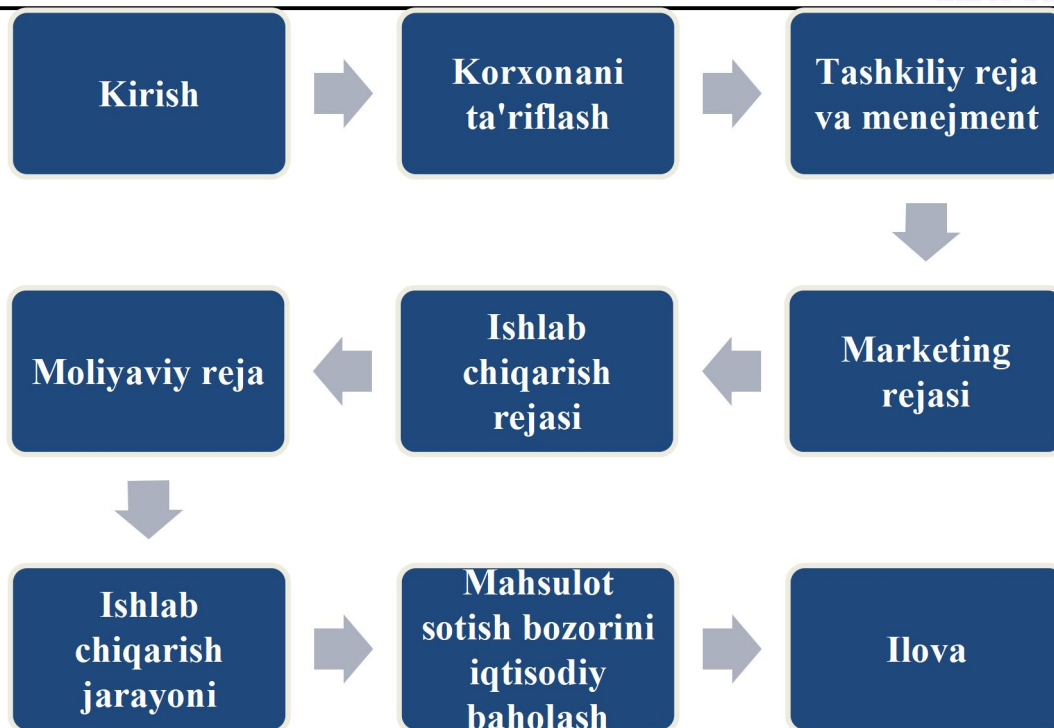 Kirish
Korxonani
ta'riflash
Tashkiliy reja
va menejment
Marketing
rejasi
Ishlab
chiqarish
rejasi
Moliyaviy reja
Ishlab
chiqarish
jarayoni
Mahsulot
sotish bozorini
iqtisodiy
baholash
Ilova